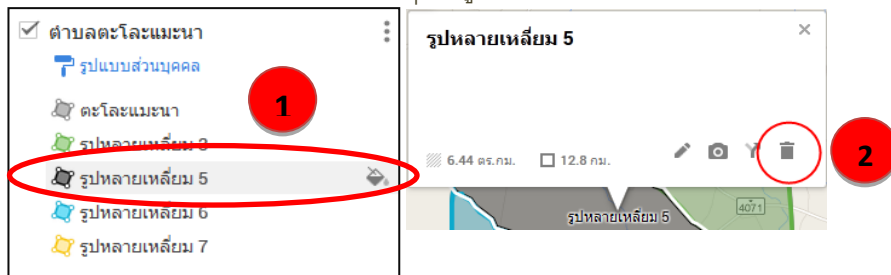 ตำบลตะโละแมะนา
รูปแบบส่วนบุคคล
ตะโละแมะนา
รูปหลายเหลี่ยม 3
รูปหลายเหลี่ยม 5
รูปหลายเหลี่ยม 6
รูปหลายเหลี่ยม 7
1
รูปหลายเหลี่ยม 5
6.44 ตร.กม.
12.8 กม.
2
รูปหลายเหลี่ยม 5
4071